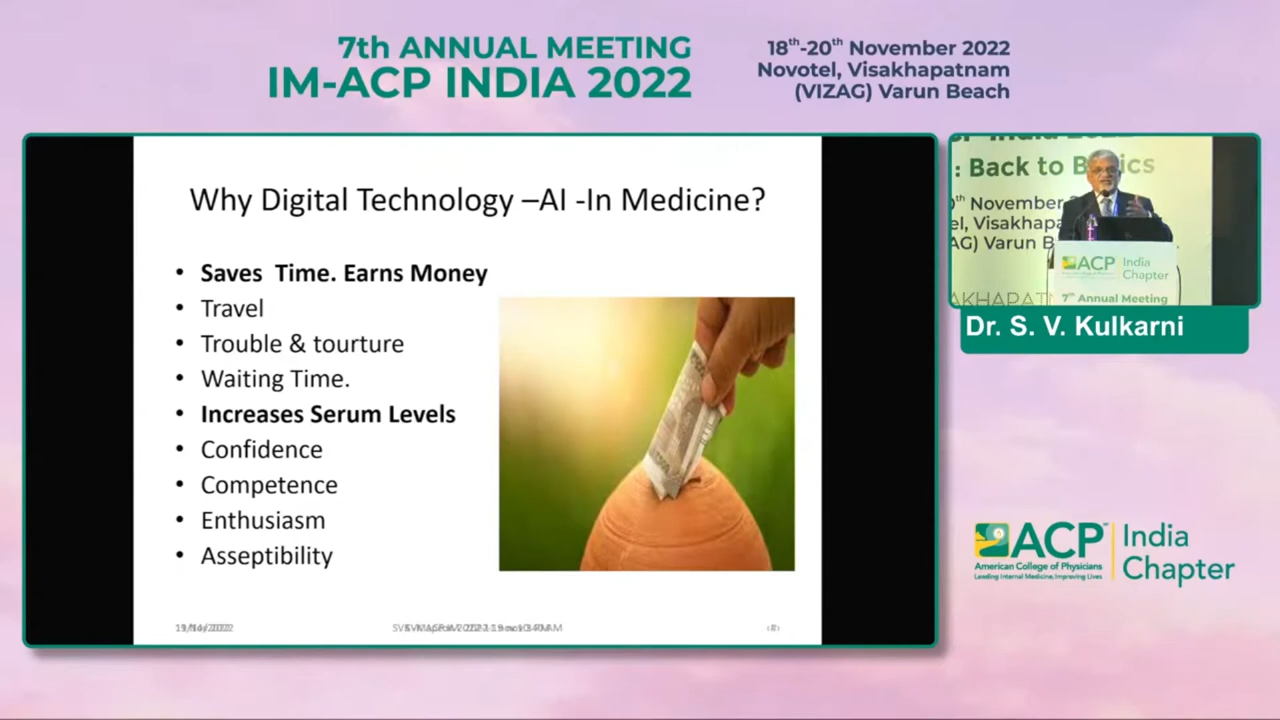 7th ANNUAL MEETING
IM-ACP INDIA 2022
18th-20th November 2022
Novotel, Visakhapatnam
(VIZAG) Varun Beach
Why Digital Technology –AI -In Medicine?
• Saves Time. Earns Money
• Travel
• Trouble & tourture
• Waiting Time.
• Increases Serum Levels
• Confidence
• Competence
• Enthusiasm
• Asseptibility
: Back to Basics
November
Visakhapa
AG) Varun B
ACP India
Chapter
7th Annual Meeting
Dr. S. V. Kulkarni
ACP India
American College of Physicians Chapter
Leading Internal Medicine, Improving Lives